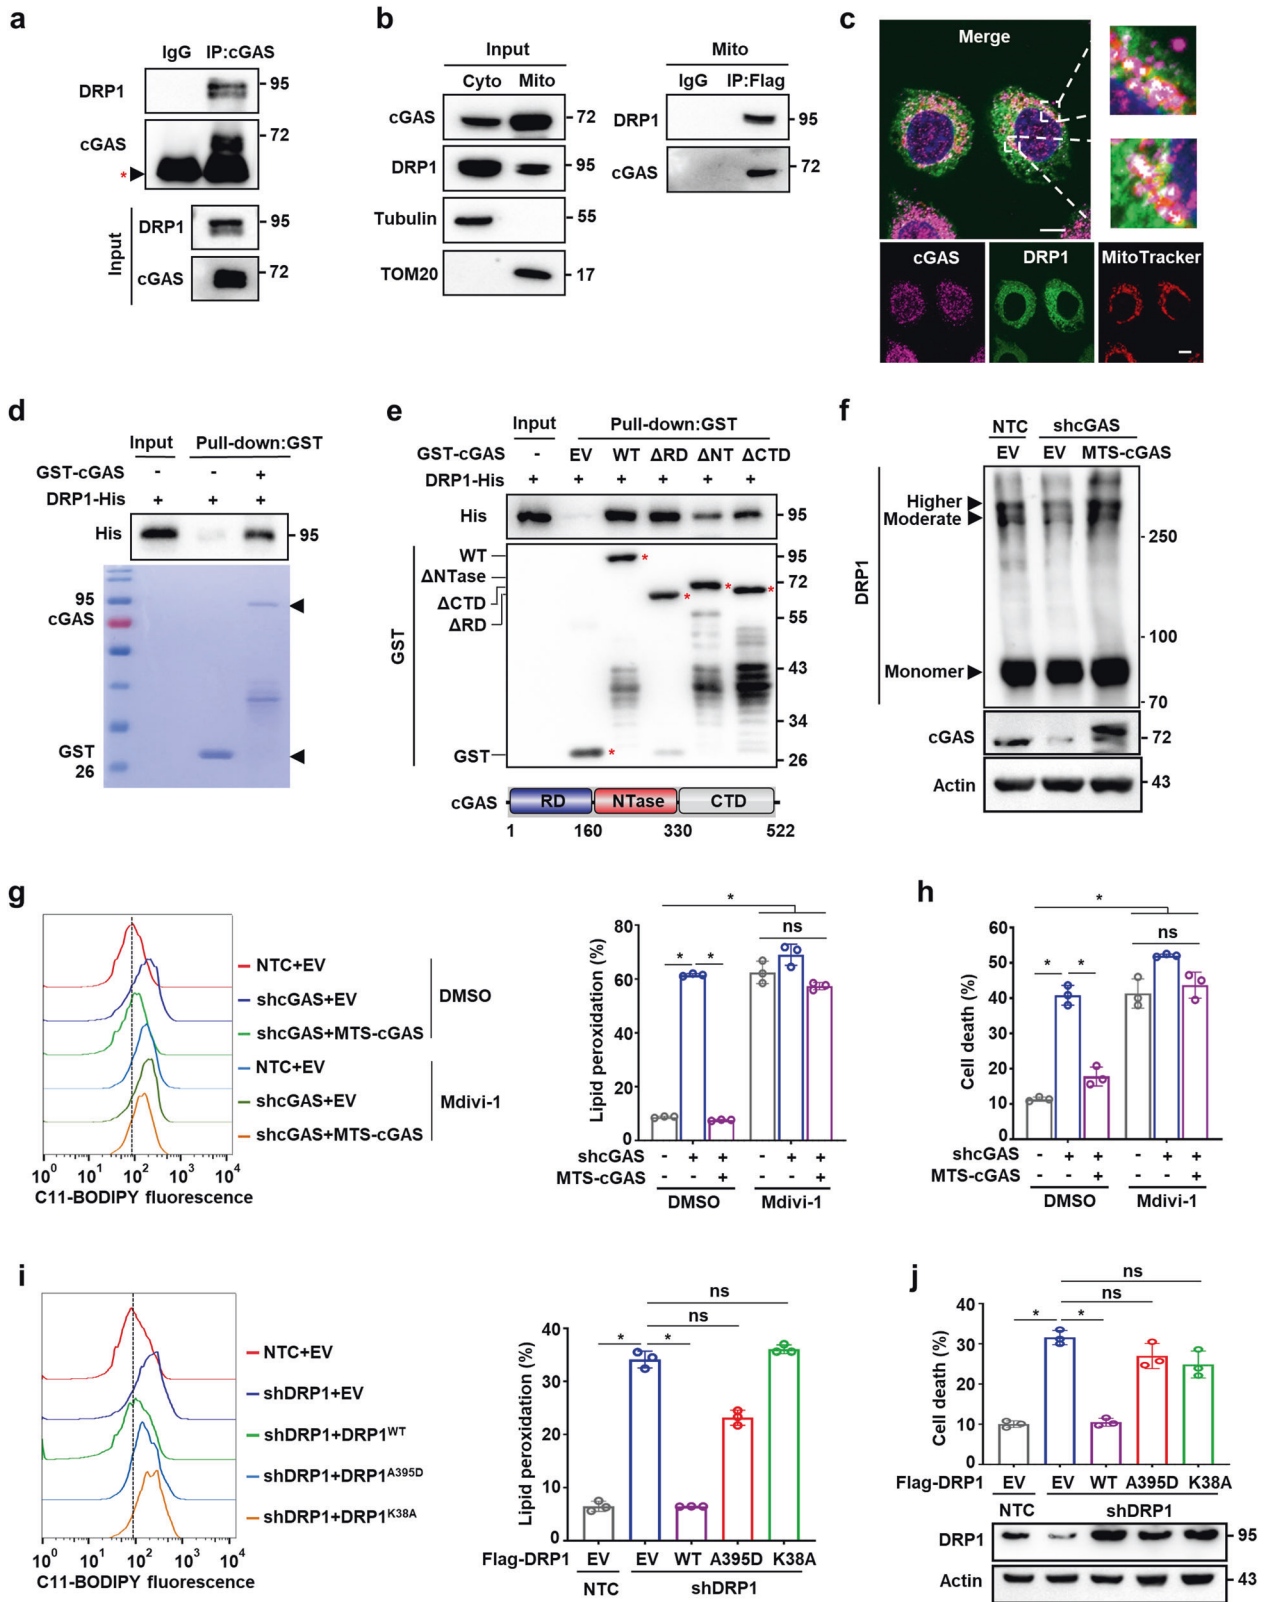 a
IgG IP:cGAS
DRP1
95
cGAS
72
*
Input
DRP1
95
cGAS
72
b
Input
Cyto Mito
cGAS
72
DRP1
95
Tubulin
55
TOM20
17
Mito
IgG IP:Flag
DRP1
95
cGAS
72
c
Merge
cGAS
DRP1
MitoTracker
d
Input Pull-down:GST
GST-cGAS - - +
DRP1-His + + +
His
95
95
cGAS
GST
26
e
Input Pull-down:GST
GST-cGAS - EV WT ΔRD ΔNT ΔCTD
DRP1-His + + + + + +
His
95
GST
WT
ΔNTase
ΔCTD
ΔRD
GST
* * * * *
95
72
55
43
34
26
cGAS RD NTase CTD
1 160 330 522
f
NTC shcGAS
EV EV MTS-cGAS
DRP1
Higher
Moderate
Monomer
250
100
70
cGAS
72
Actin
43
g
NTC+EV
shcGAS+EV
shcGAS+MTS-cGAS
DMSO
NTC+EV
shcGAS+EV
shcGAS+MTS-cGAS
Mdivi-1
10⁰ 10¹ 10² 10³ 10⁴
C11-BODIPY fluorescence
Lipid peroxidation (%)
80
60
40
20
0
*
ns
* *
shcGAS - + + - + +
MTS-cGAS - - + - - +
DMSO Mdivi-1
h
Cell death (%)
60
50
40
30
20
10
0
*
ns
* *
- + + - + +
- - + - - +
DMSO Mdivi-1
i
NTC+EV
shDRP1+EV
shDRP1+DRP1ᵂᵀ
shDRP1+DRP1ᴬ³⁹⁵ᴰ
shDRP1+DRP1ᴷ³⁸ᴬ
10⁰ 10¹ 10² 10³ 10⁴
C11-BODIPY fluorescence
Lipid peroxidation (%)
40
30
20
10
0
ns
ns
* *
Flag-DRP1 EV EV WT A395D K38A
NTC shDRP1
j
Cell death (%)
40
30
20
10
0
ns
ns
* *
Flag-DRP1 EV EV WT A395D K38A
NTC shDRP1
DRP1
95
Actin
43